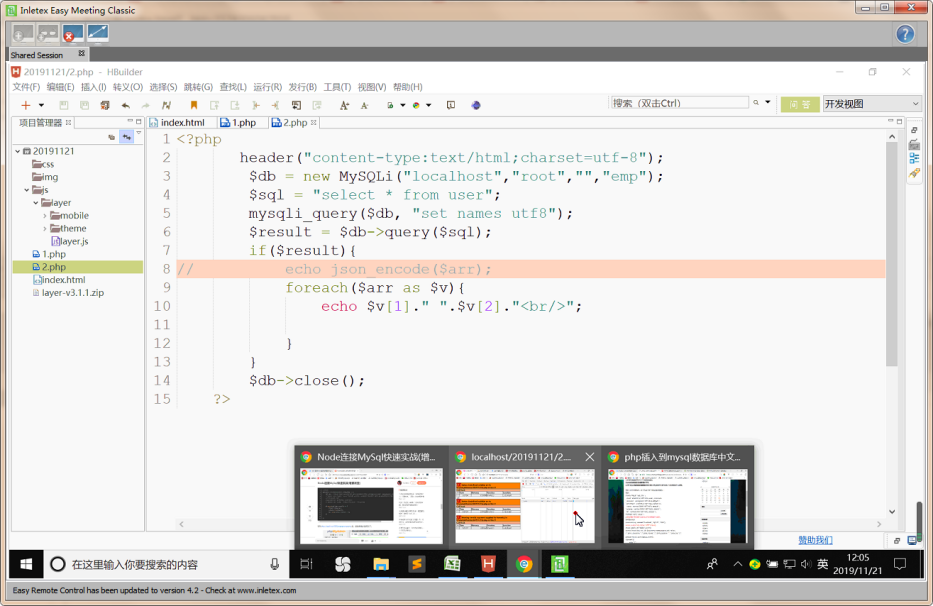 Inletex Easy Meeting Classic
Shared Session
20191121/2.php - HBuilder
文件(F) 编辑(E) 插入(I) 转义(O) 选择(S) 跳转(G) 查找(L) 运行(R) 发行(B) 工具(T) 视图(V) 帮助(H)
搜索（双击Ctrl）
问 答
开发视图
项目管理器
index.html
1.php
2.php
20191121
css
img
js
layer
mobile
theme
layer.js
1.php
2.php
index.html
layer-v3.1.1.zip
1 <?php
2 header("content-type:text/html;charset=utf-8");
3 $db = new MySQLi("localhost","root","","emp");
4 $sql = "select * from user";
5 mysqli_query($db, "set names utf8");
6 $result = $db->query($sql);
7 if($result){
8 // echo json_encode($arr);
9 foreach($arr as $v){
10 echo $v[1]." ".$v[2]."<br/>";
11
12 }
13 }
14 $db->close();
15 ?>
Node连接MySql快速实战(增...
localhost/20191121/2...
php插入到mysql数据库中文...
赞助我们
在这里输入你要搜索的内容
英
12:05
2019/11/21
Easy Remote Control has been updated to version 4.2 - Check at www.inletex.com